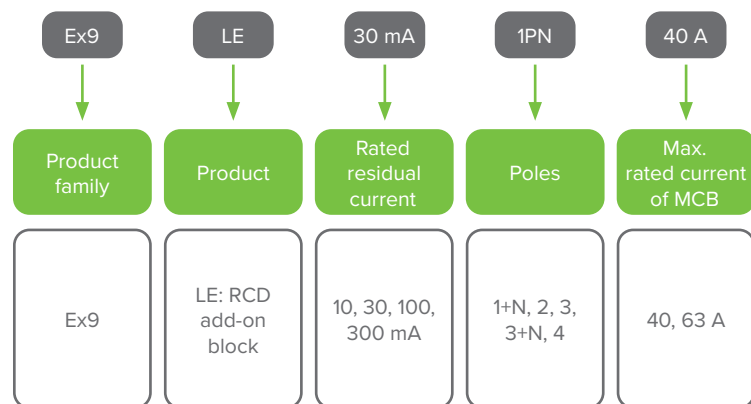 Ex9
LE
30 mA
1PN
40 A
Product
family
Product
Rated
residual
current
Poles
Max.
rated current
of MCB
Ex9
LE: RCD
add-on
block
10, 30, 100,
300 mA
1+N, 2, 3,
3+N, 4
40, 63 A